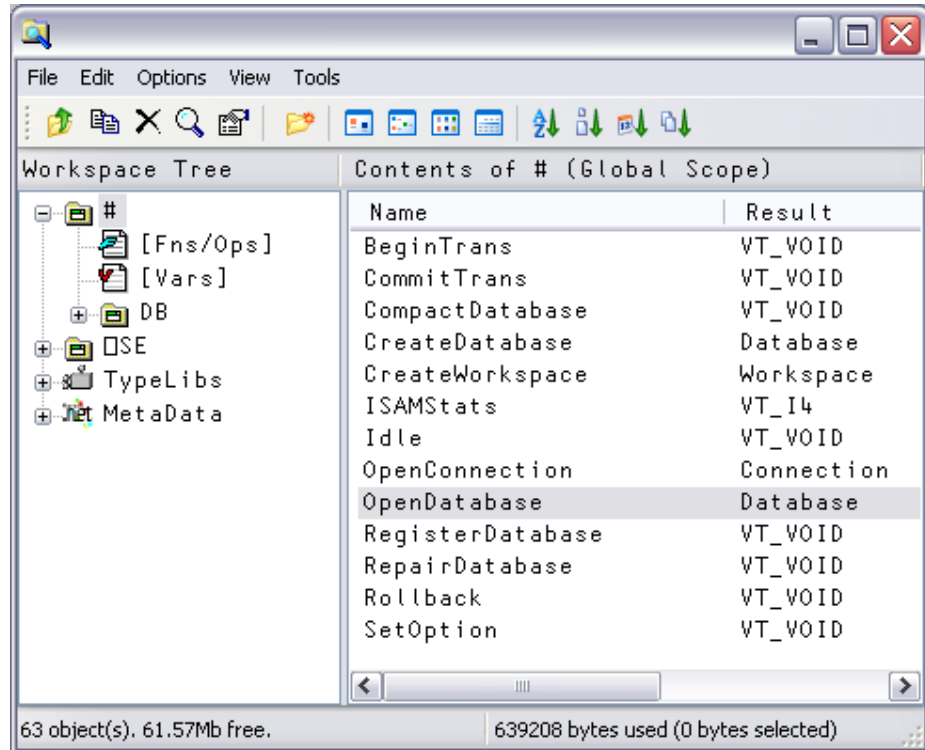 File Edit Options View Tools
Workspace Tree
Contents of # (Global Scope)
#
[Fns/Ops]
[Vars]
DB
⎕SE
TypeLibs
.net MetaData
Name Result
BeginTrans VT_VOID
CommitTrans VT_VOID
CompactDatabase VT_VOID
CreateDatabase Database
CreateWorkspace Workspace
ISAMStats VT_I4
Idle VT_VOID
OpenConnection Connection
OpenDatabase Database
RegisterDatabase VT_VOID
RepairDatabase VT_VOID
Rollback VT_VOID
SetOption VT_VOID
63 object(s). 61.57Mb free.
639208 bytes used (0 bytes selected)